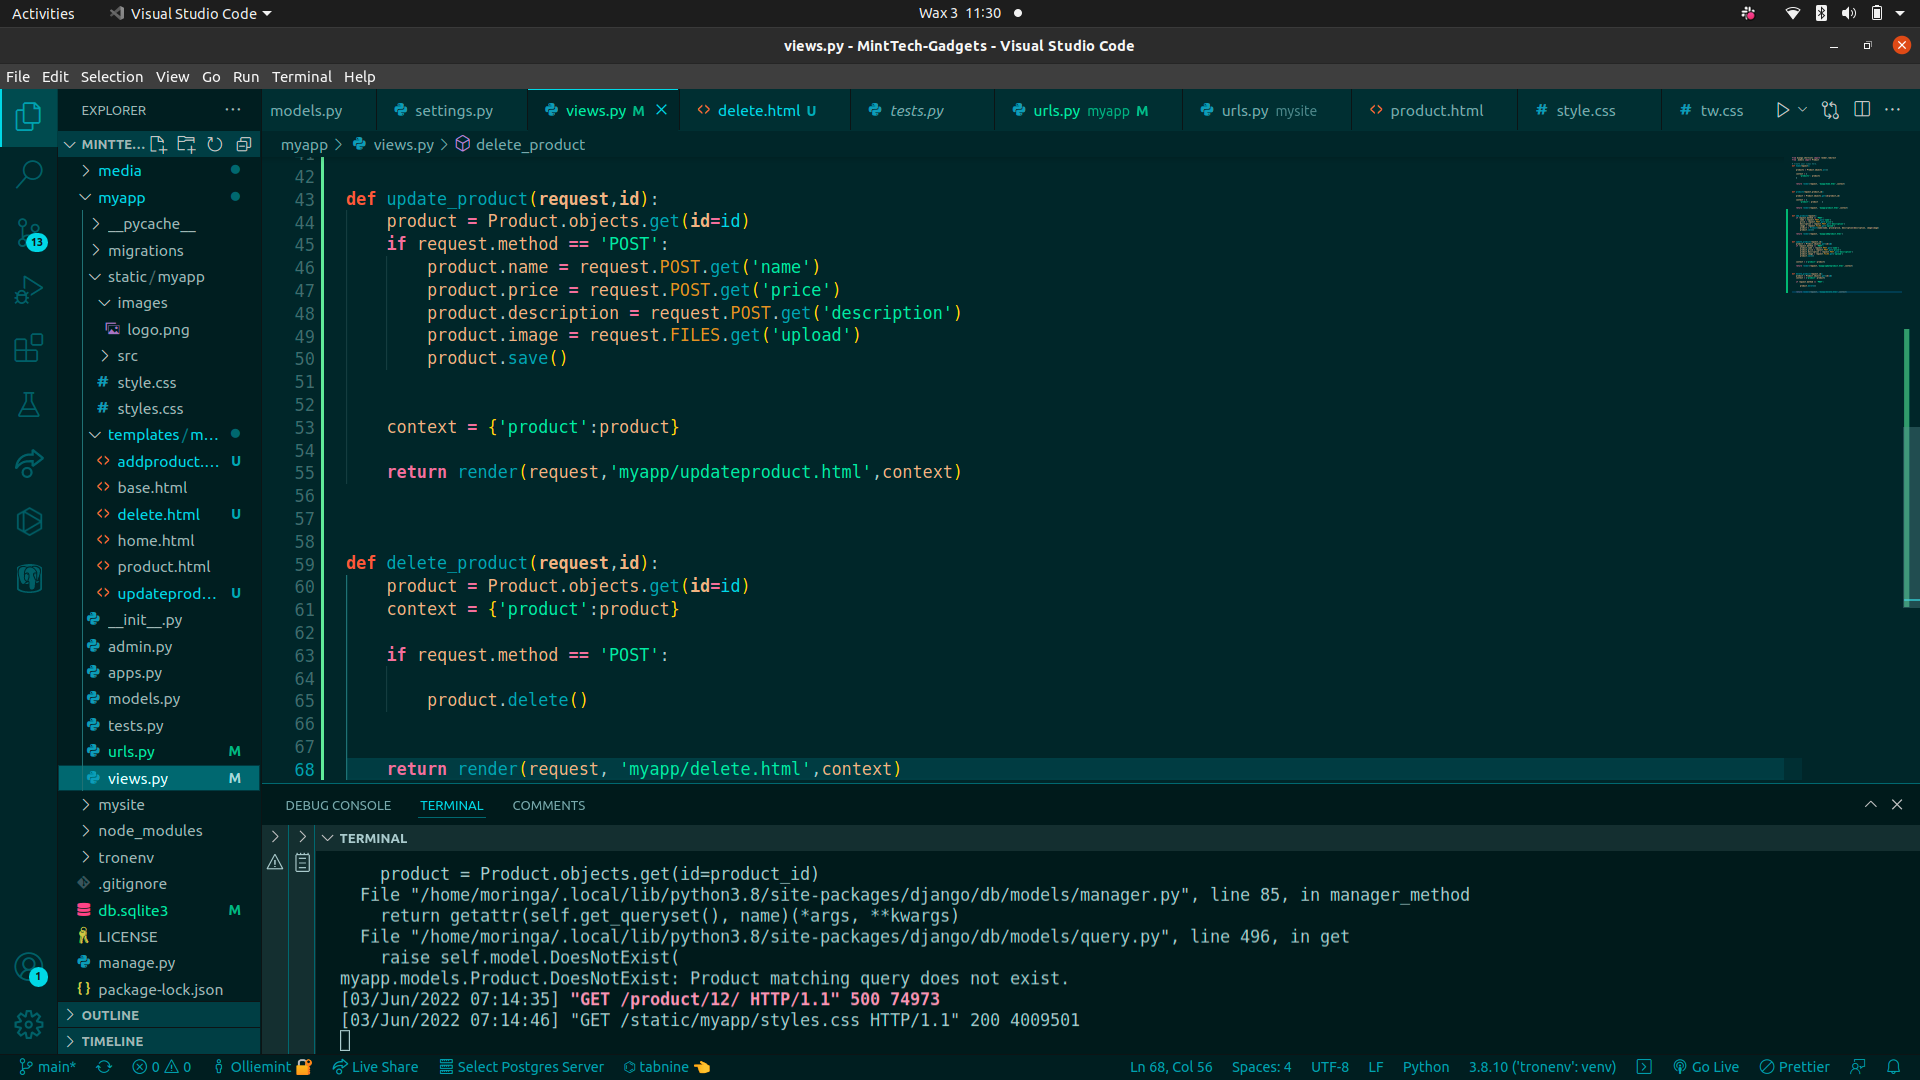 Activities
Visual Studio Code
Wax 3 11:30
views.py - MintTech-Gadgets - Visual Studio Code
File Edit Selection View Go Run Terminal Help
EXPLORER
models.py
settings.py
views.py M
delete.html U
tests.py
urls.py myapp M
urls.py mysite
product.html
# style.css
# tw.css
MINTTE...
myapp > views.py > delete_product
media
myapp
__pycache__
migrations
static/myapp
images
logo.png
src
# style.css
# styles.css
templates/m...
addproduct.... U
base.html
delete.html U
home.html
product.html
updateprod... U
__init__.py
admin.py
apps.py
models.py
tests.py
urls.py M
views.py M
mysite
node_modules
tronenv
.gitignore
db.sqlite3 M
LICENSE
manage.py
{} package-lock.json
OUTLINE
TIMELINE
13
1
42
43 def update_product(request,id):
44 product = Product.objects.get(id=id)
45 if request.method == 'POST':
46 product.name = request.POST.get('name')
47 product.price = request.POST.get('price')
48 product.description = request.POST.get('description')
49 product.image = request.FILES.get('upload')
50 product.save()
51
52
53 context = {'product':product}
54
55 return render(request,'myapp/updateproduct.html',context)
56
57
58
59 def delete_product(request,id):
60 product = Product.objects.get(id=id)
61 context = {'product':product}
62
63 if request.method == 'POST':
64
65 product.delete()
66
67
68 return render(request, 'myapp/delete.html',context)
DEBUG CONSOLE TERMINAL COMMENTS
TERMINAL
product = Product.objects.get(id=product_id)
File "/home/moringa/.local/lib/python3.8/site-packages/django/db/models/manager.py", line 85, in manager_method
return getattr(self.get_queryset(), name)(*args, **kwargs)
File "/home/moringa/.local/lib/python3.8/site-packages/django/db/models/query.py", line 496, in get
raise self.model.DoesNotExist(
myapp.models.Product.DoesNotExist: Product matching query does not exist.
[03/Jun/2022 07:14:35] "GET /product/12/ HTTP/1.1" 500 74973
[03/Jun/2022 07:14:46] "GET /static/myapp/styles.css HTTP/1.1" 200 4009501
main* 0 0 Olliemint Live Share Select Postgres Server tabnine Ln 68, Col 56 Spaces: 4 UTF-8 LF Python 3.8.10 ('tronenv': venv) Go Live Prettier